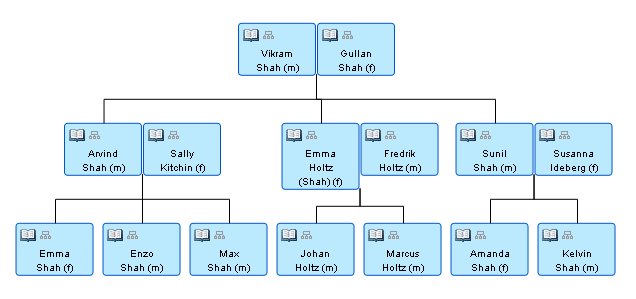 Vikram
Shah (m)
Gullan
Shah (f)
Arvind
Shah (m)
Sally
Kitchin (f)
Emma
Holtz
(Shah) (f)
Fredrik
Holtz (m)
Sunil
Shah (m)
Susanna
Ideberg (f)
Emma
Shah (f)
Enzo
Shah (m)
Max
Shah (m)
Johan
Holtz (m)
Marcus
Holtz (m)
Amanda
Shah (f)
Kelvin
Shah (m)